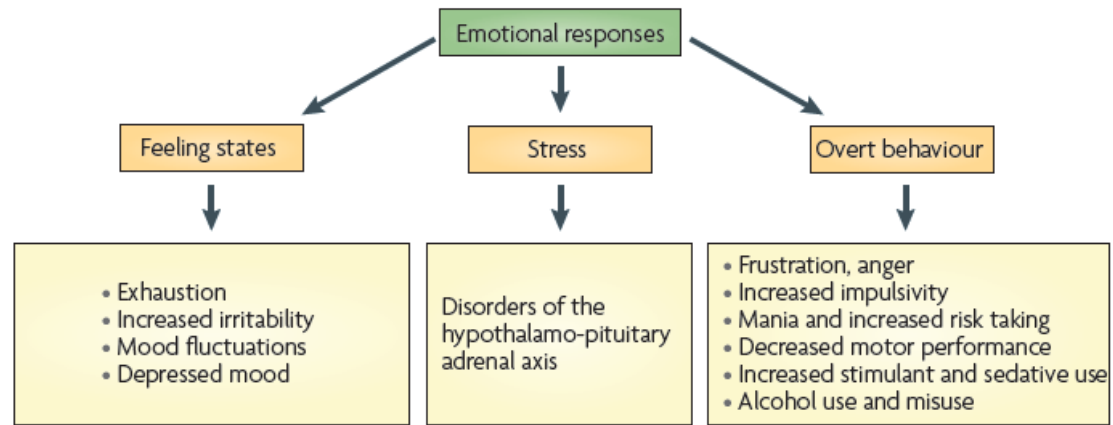 Emotional responses
Feeling states
Stress
Overt behaviour
• Exhaustion
• Increased irritability
• Mood fluctuations
• Depressed mood
Disorders of the
hypothalamo-pituitary
adrenal axis
• Frustration, anger
• Increased impulsivity
• Mania and increased risk taking
• Decreased motor performance
• Increased stimulant and sedative use
• Alcohol use and misuse